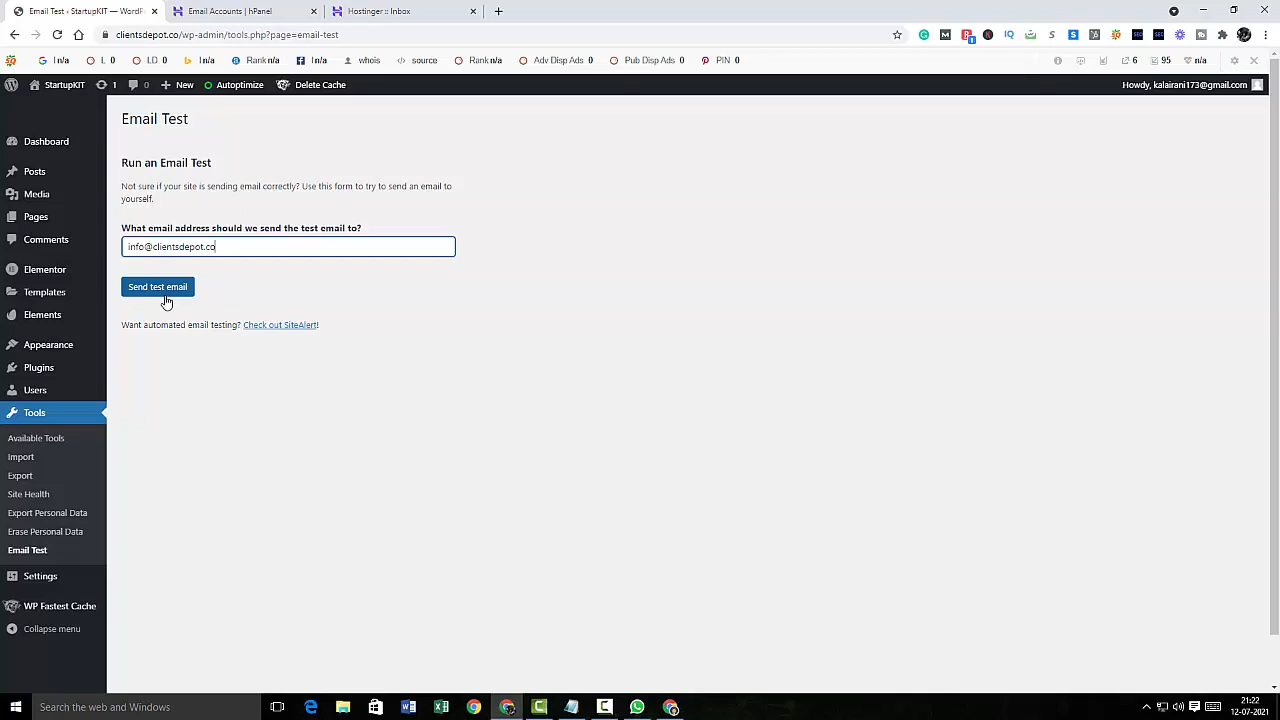 Email Test ‹ StartupKIT — WordPr
Email Accounts | hPanel
Hostinger :: Inbox
clientsdepot.co/wp-admin/tools.php?page=email-test
I n/a
L 0
LD 0
I n/a
Rank n/a
I n/a
whois
source
Rank n/a
Adv Disp Ads 0
Pub Disp Ads 0
PIN 0
6
95
n/a
StartupKIT
1
0
New
Autoptimize
Delete Cache
Howdy, kalairani173@gmail.com
Email Test
Dashboard
Run an Email Test
Posts
Not sure if your site is sending email correctly? Use this form to try to send an email to
yourself.
Media
Pages
What email address should we send the test email to?
Comments
info@clientsdepot.co
Elementor
Templates
Send test email
Elements
Want automated email testing? Check out SiteAlert!
Appearance
Plugins
Users
Tools
Available Tools
Import
Export
Site Health
Export Personal Data
Erase Personal Data
Email Test
Settings
WP Fastest Cache
Collapse menu
Search the web and Windows
21:22
12-07-2021